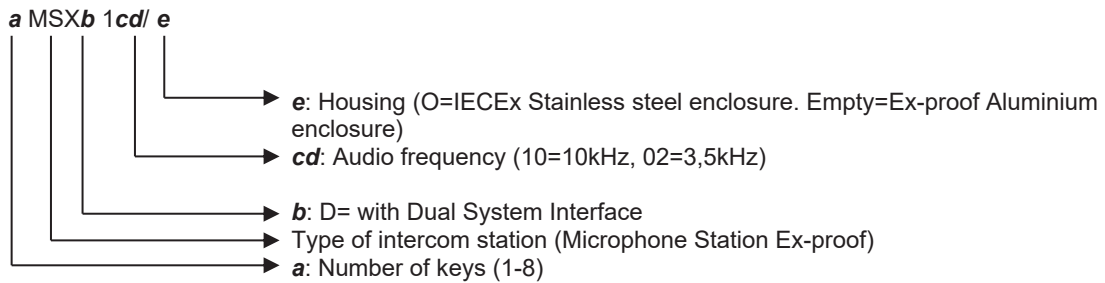 a MSXb 1cd/ e
e: Housing (O=IECEx Stainless steel enclosure. Empty=Ex-proof Aluminium
enclosure)
cd: Audio frequency (10=10kHz, 02=3,5kHz)
b: D= with Dual System Interface
Type of intercom station (Microphone Station Ex-proof)
a: Number of keys (1-8)